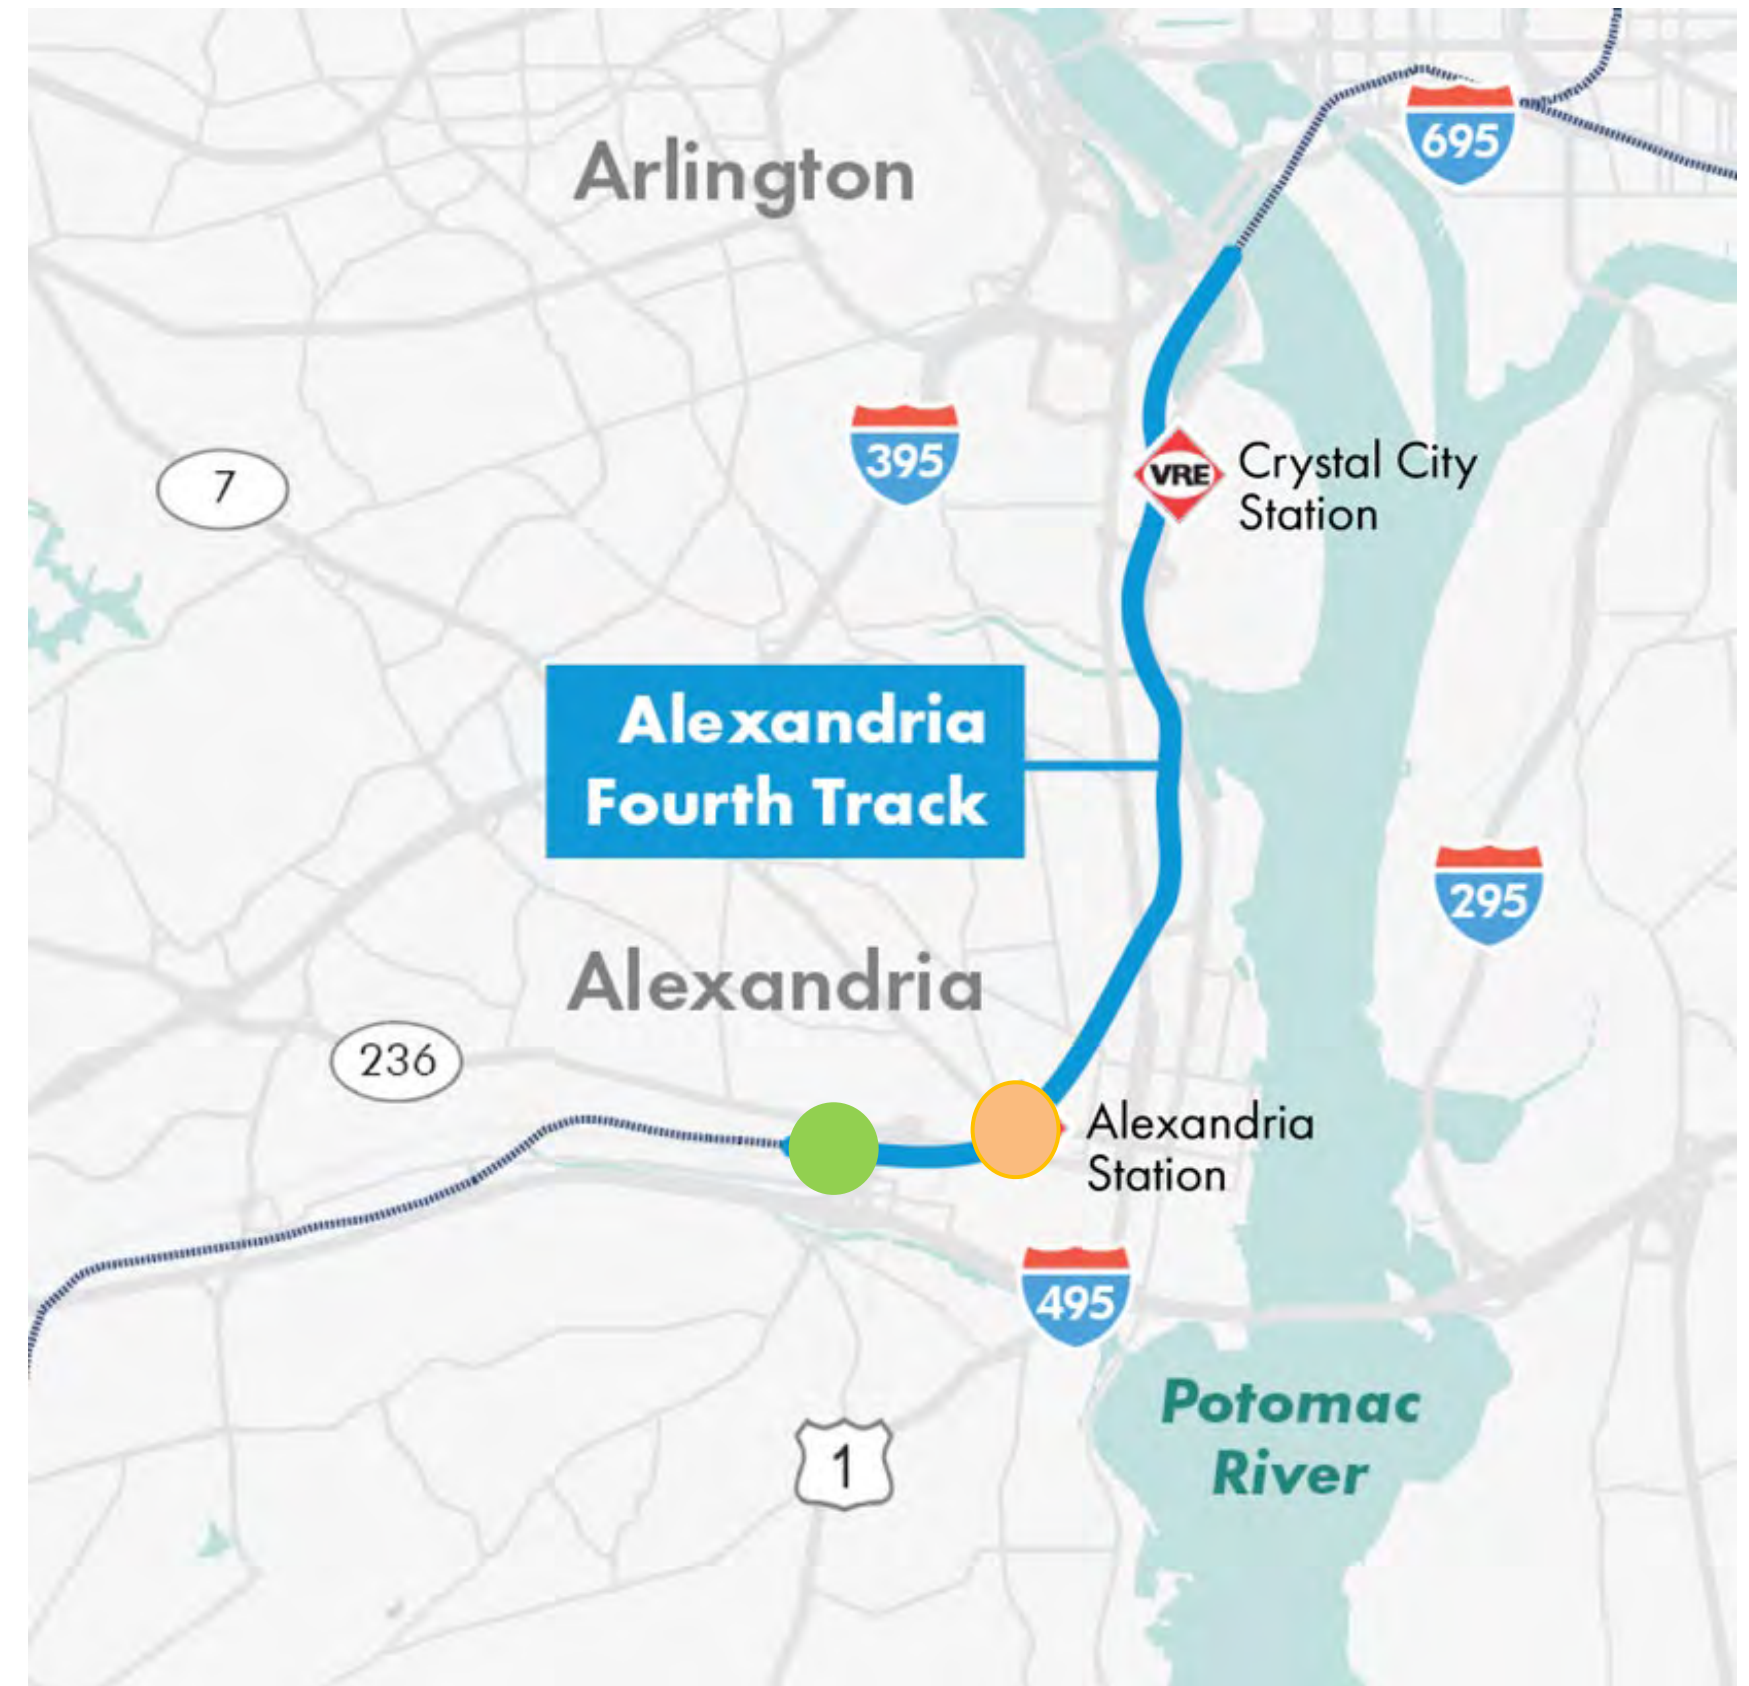 695
Arlington
395
VRE
Crystal City
Station
7
Alexandria
Fourth Track
295
Alexandria
236
Alexandria
Station
495
Potomac
River
1